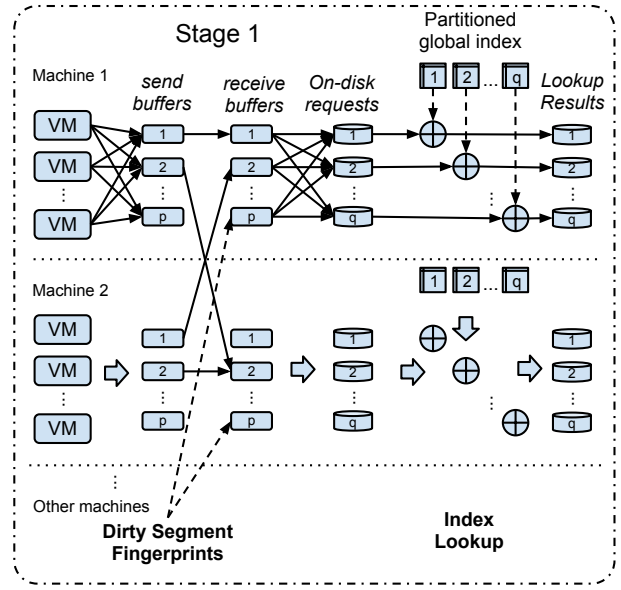 Stage 1
Partitioned
global index
Machine 1
send
buffers
receive
buffers
On-disk
requests
1 2 ... q
Lookup
Results
VM 1 1 1 1
VM 2 2 2 2
... ... ... ... ... ...
VM p p q q
Machine 2
1 2 ... q
VM 1 1 1 1
VM 2 2 2 2
... ... ... ... ... ...
VM p p q q
...
Other machines
Dirty Segment
Fingerprints
Index
Lookup